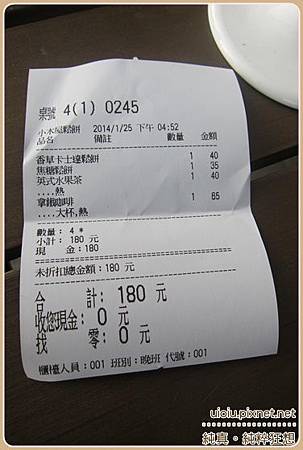 桌號 4(1) 0245
小木屋鬆餅 2014/1/25 下午 04:52
品名 備註 數量 金額
香草卡士達鬆餅 1 40
焦糖鬆餅 1 35
英式水果茶 1 40
....熱
拿鐵咖啡 1 65
....大杯,熱
數量: 4 *
小計: 180 元
現 金:180
未折扣總金額:180 元
合 計: 180 元
收您現金: 0 元
找 零: 0 元
櫃檯人員:001 班別:晚班 代號:001
uioiu.pixnet.net
純真・純粹狂想